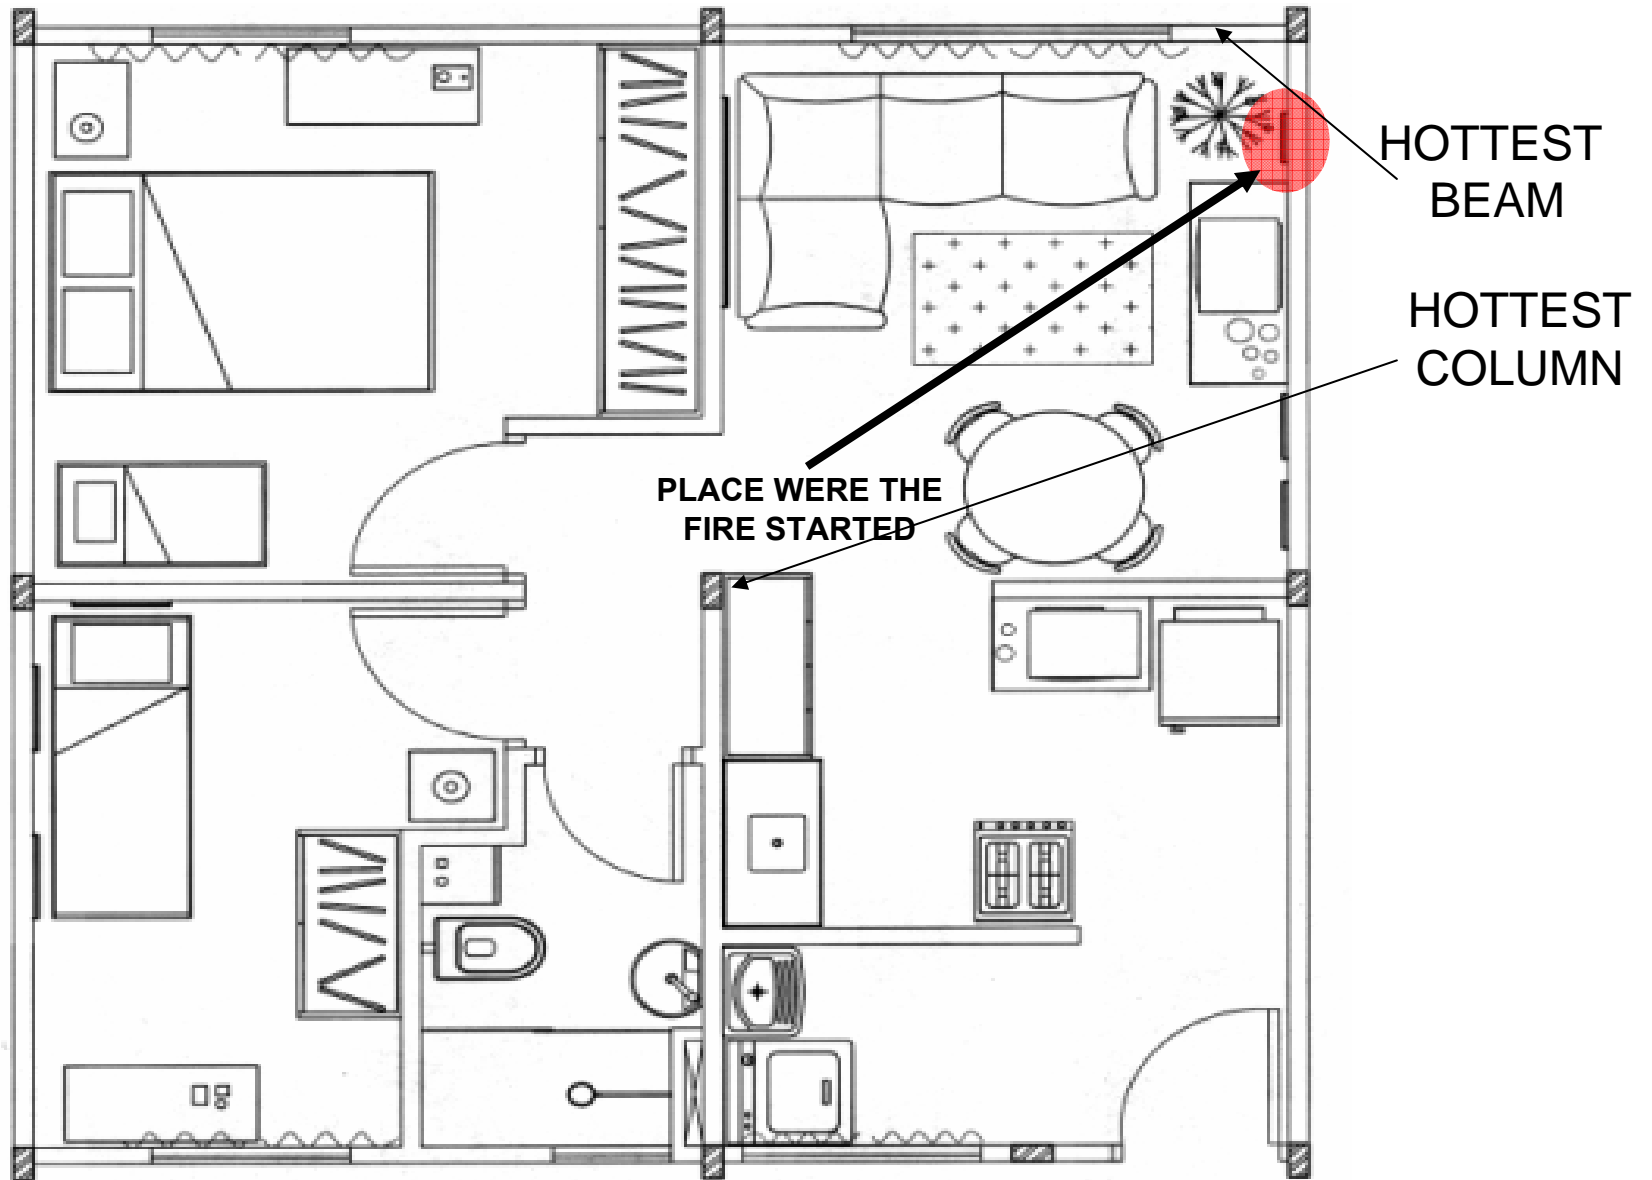 HOTTEST
BEAM
HOTTEST
COLUMN
PLACE WERE THE
FIRE STARTED